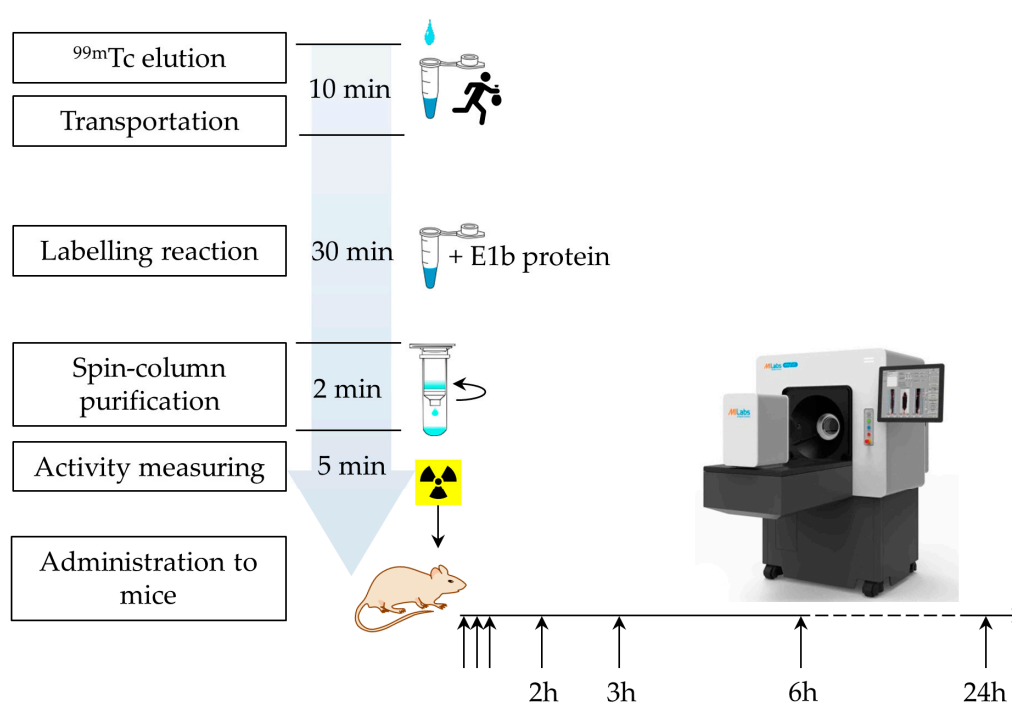 ⁹⁹ᵐTc elution
10 min
Transportation
Labelling reaction
30 min
+ E1b protein
Spin-column
purification
2 min
Activity measuring
5 min
Administration to
mice
MILabs
MILabs
2h
3h
6h
24h